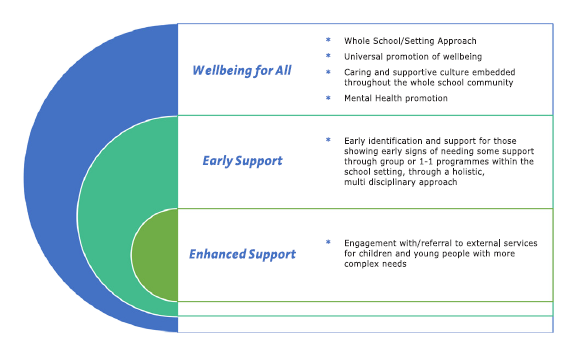 Wellbeing for All
* Whole School/Setting Approach
* Universal promotion of wellbeing
* Caring and supportive culture embedded
throughout the whole school community
* Mental Health promotion
Early Support
* Early identification and support for those
showing early signs of needing some support
through group or 1-1 programmes within the
school setting, through a holistic,
multi disciplinary approach
Enhanced Support
* Engagement with/referral to external services
for children and young people with more
complex needs